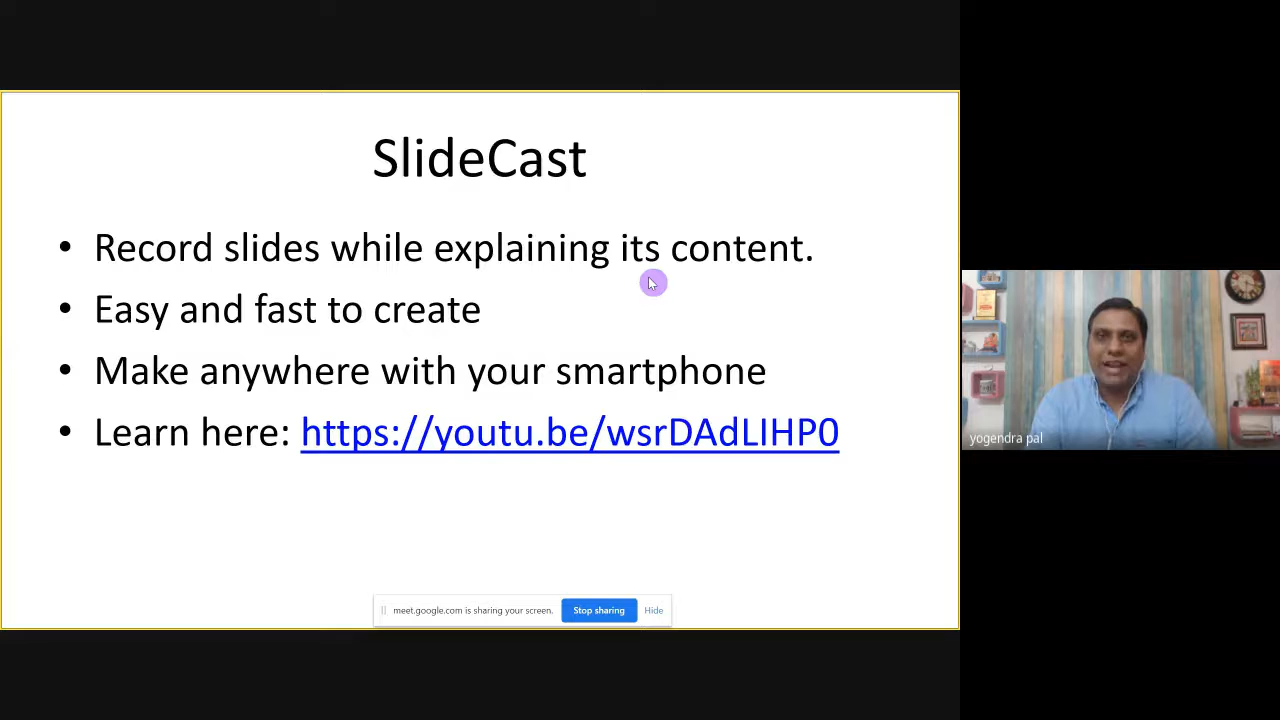 SlideCast
• Record slides while explaining its content.
• Easy and fast to create
• Make anywhere with your smartphone
• Learn here: https://youtu.be/wsrDAdLIHP0
yogendra pal
meet.google.com is sharing your screen. Stop sharing Hide